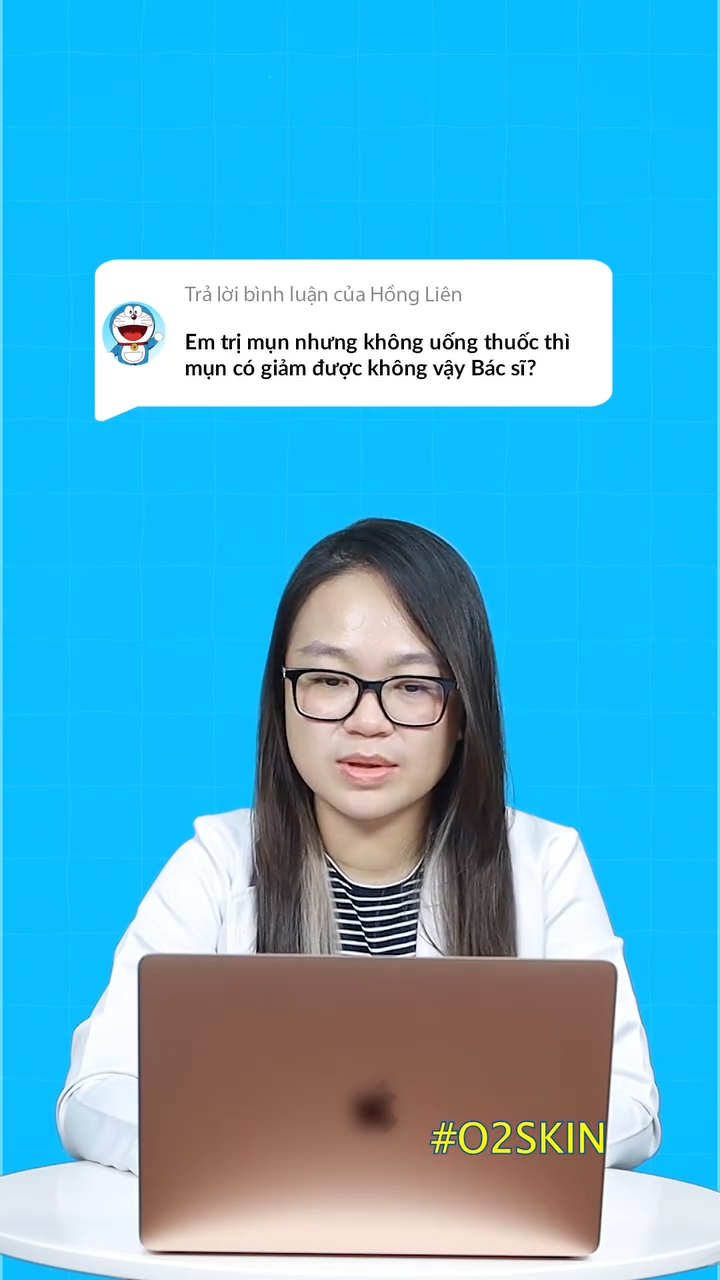 Trả lời bình luận của Hồng Liên
Em trị mụn nhưng không uống thuốc thì
mụn có giảm được không vậy Bác sĩ?
#O2SKIN